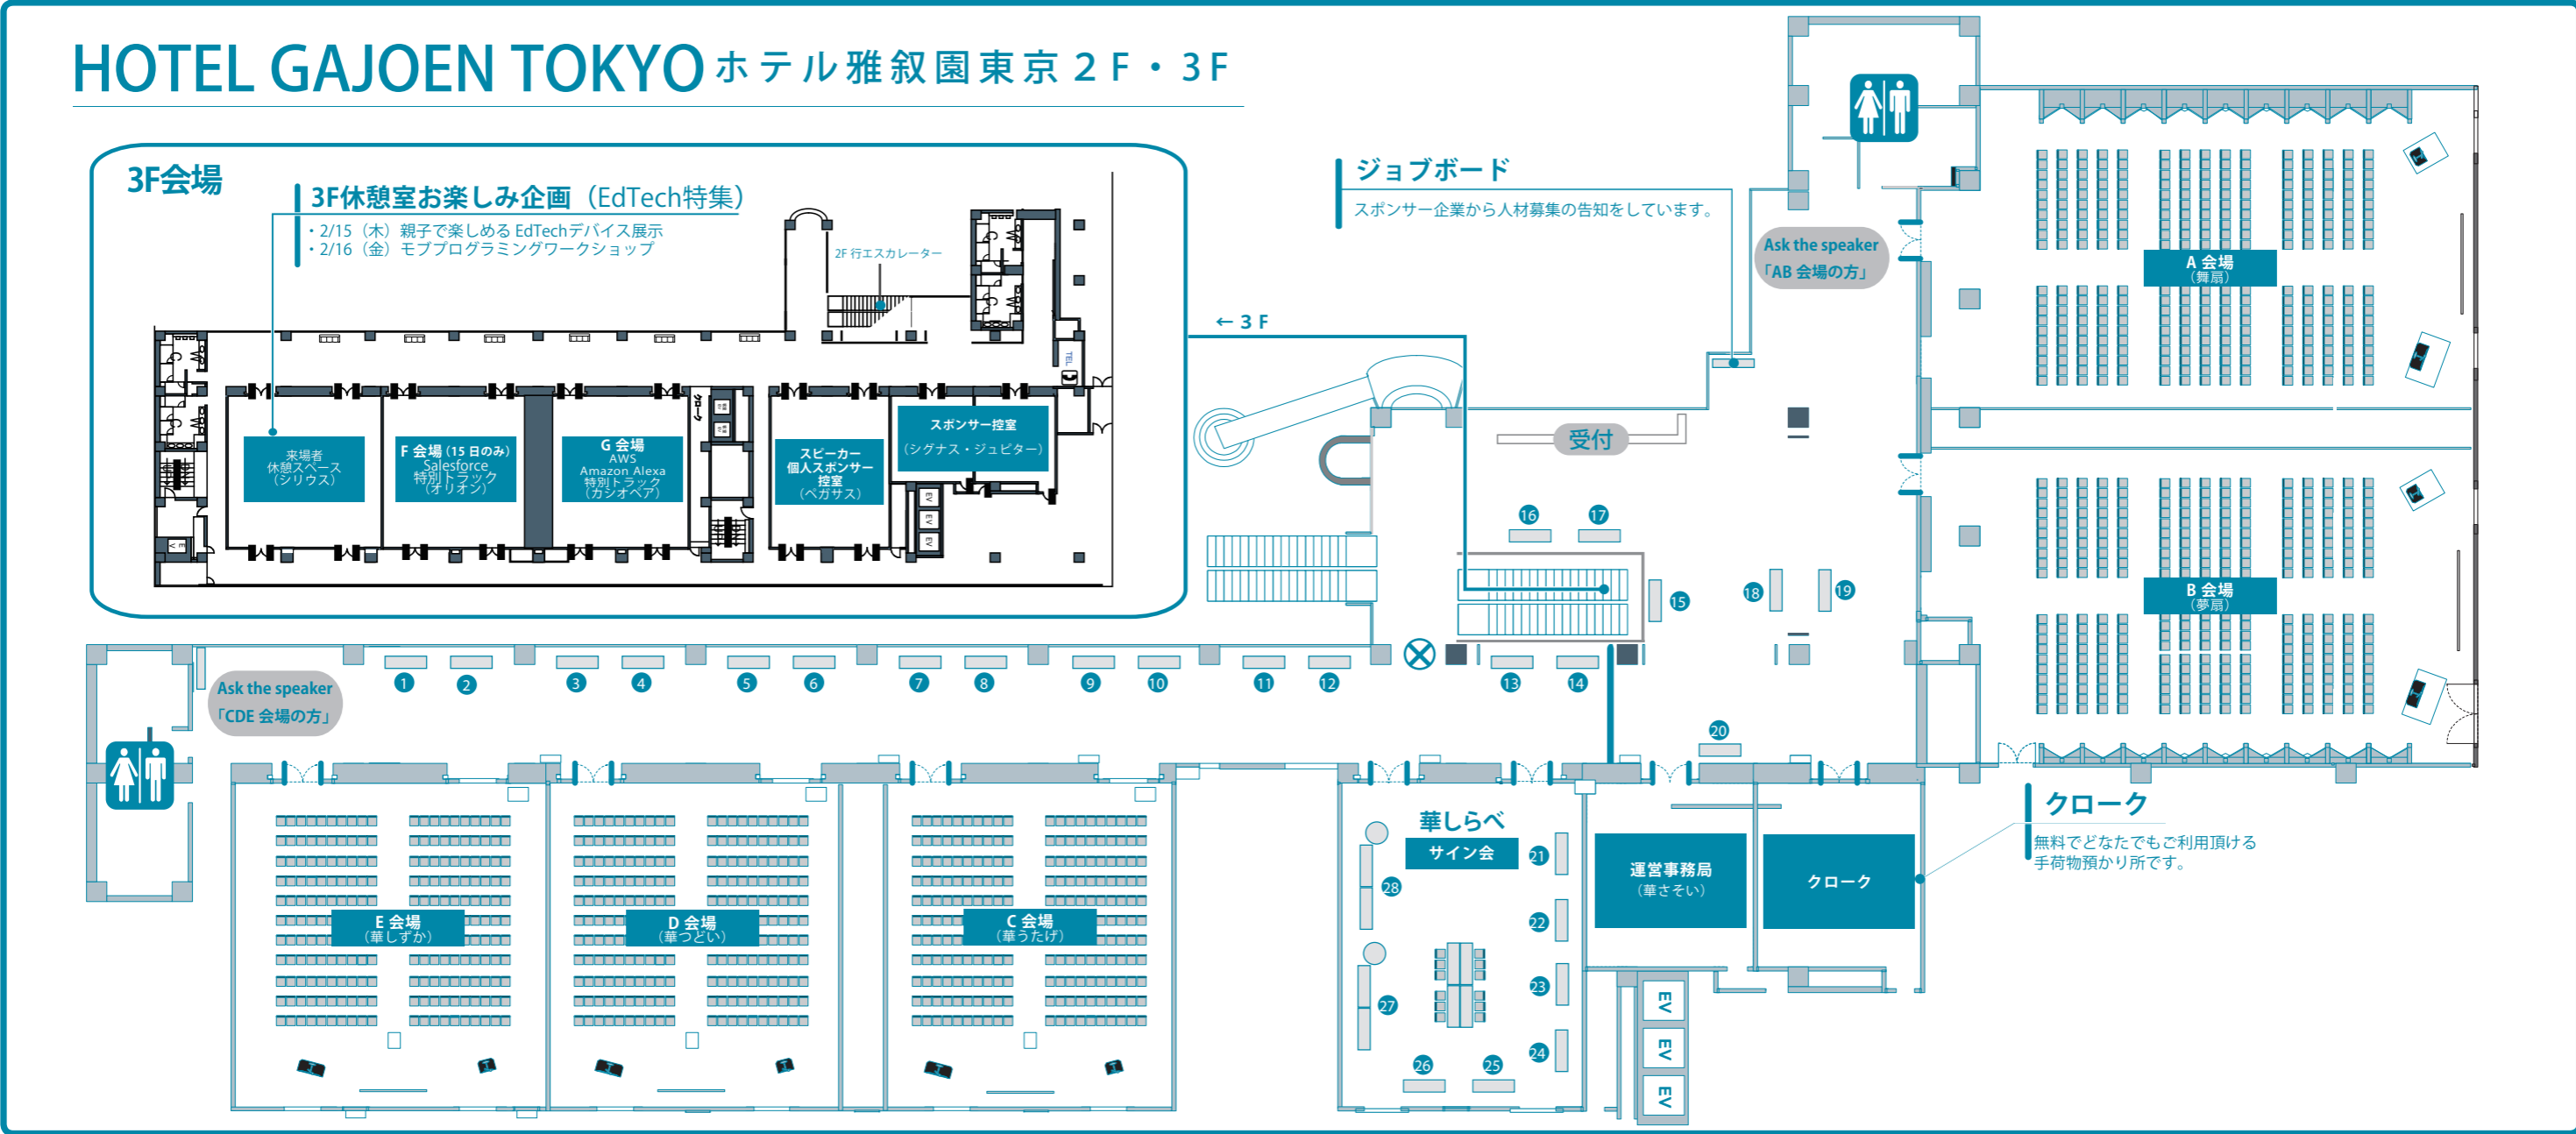 HOTEL GAJOEN TOKYO ホテル雅叙園東京 2F・3F
3F会場
3F休憩室お楽しみ企画（EdTech特集）
・2/15（木）親子で楽しめる EdTechデバイス展示
・2/16（金）モブプログラミングワークショップ
2F 行エスカレーター
TEL
クローク
来場者
休憩スペース
（シリウス）
F 会場（15 日のみ）
Salesforce
特別トラック
（オリオン）
G 会場
AWS
Amazon Alexa
特別トラック
（カシオペア）
スピーカー
個人スポンサー
控室
（ペガサス）
スポンサー控室
（シグナス・ジュピター）
EV
EV
EV
EV
← 3 F
ジョブボード
スポンサー企業から人材募集の告知をしています。
Ask the speaker
「AB 会場の方」
A 会場
（舞扇）
B 会場
（夢扇）
受付
16
17
15
18
19
Ask the speaker
「CDE 会場の方」
1
2
3
4
5
6
7
8
9
10
11
12
13
14
20
E 会場
（華しずか）
D 会場
（華つどい）
C 会場
（華うたげ）
華しらべ
サイン会
21
22
23
24
25
26
27
28
運営事務局
（華さそい）
クローク
EV
EV
EV
クローク
無料でどなたでもご利用頂ける
手荷物預かり所です。